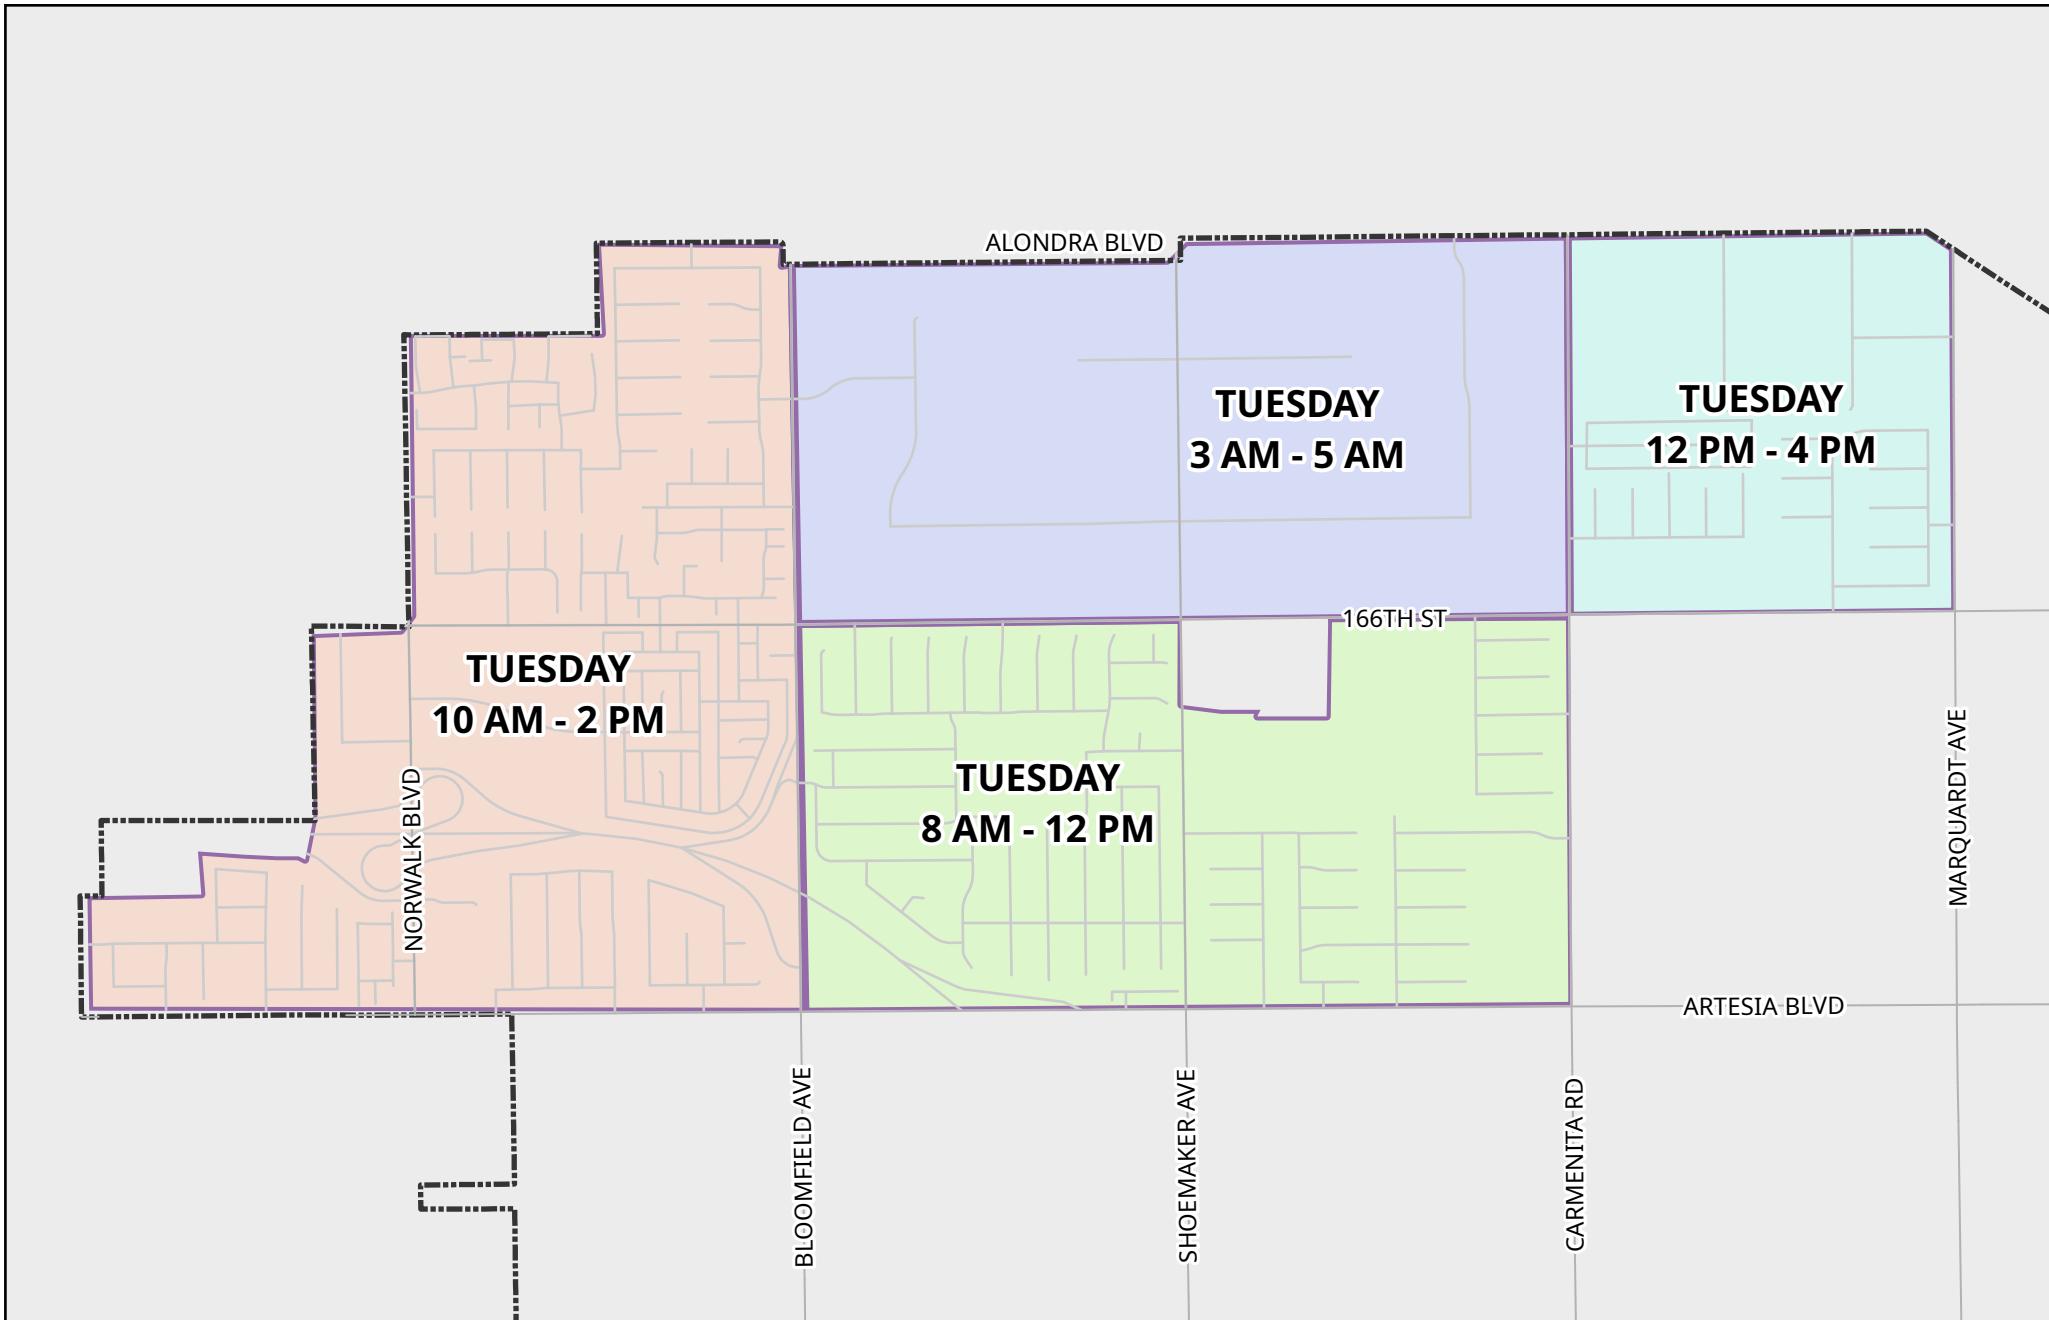 ALONDRA BLVD
TUESDAY
3 AM - 5 AM
TUESDAY
12 PM - 4 PM
166TH ST
TUESDAY
10 AM - 2 PM
TUESDAY
8 AM - 12 PM
NORWALK BLVD
MARQUARDT AVE
ARTESIA BLVD
BLOOMFIELD AVE
SHOEMAKER AVE
CARMENITA RD